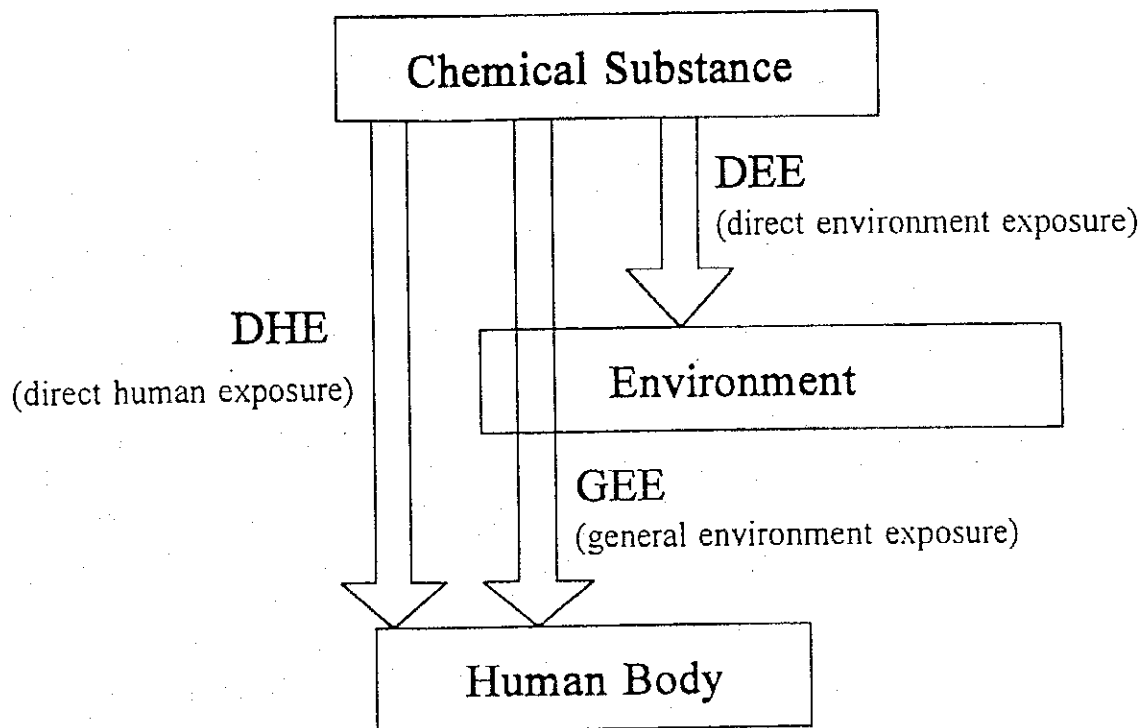 Chemical Substance
DEE
(direct environment exposure)
DHE
(direct human exposure)
Environment
GEE
(general environment exposure)
Human Body